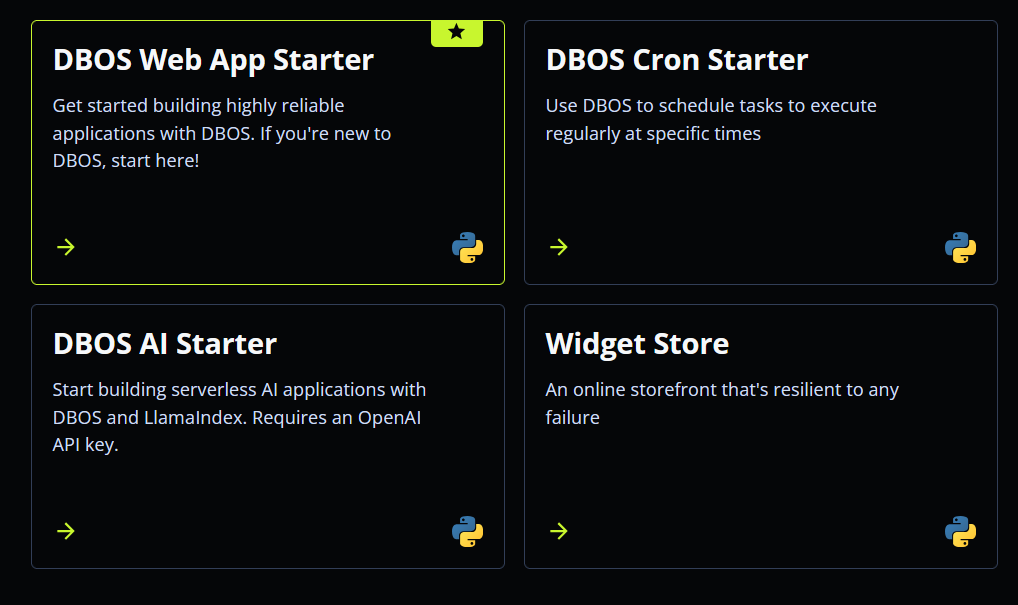 DBOS Web App Starter
Get started building highly reliable
applications with DBOS. If you're new to
DBOS, start here!
DBOS Cron Starter
Use DBOS to schedule tasks to execute
regularly at specific times
DBOS AI Starter
Start building serverless AI applications with
DBOS and LlamaIndex. Requires an OpenAI
API key.
Widget Store
An online storefront that's resilient to any
failure